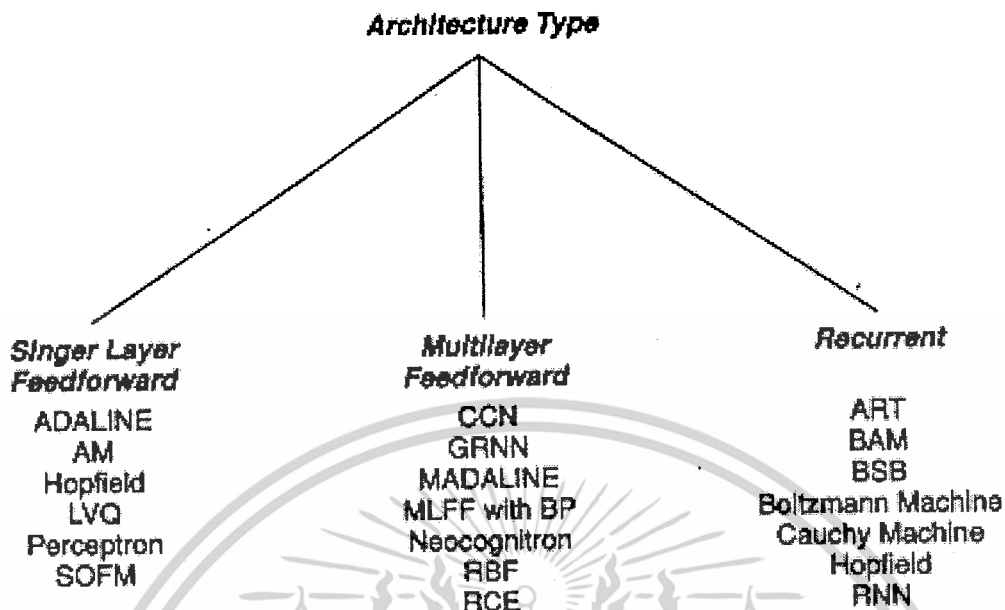 Architecture Type
Singer Layer
Feedforward
ADALINE
AM
Hopfield
LVQ
Perceptron
SOFM
Multilayer
Feedforward
CCN
GRNN
MADALINE
MLFF with BP
Neocognitron
RBF
RCE
Recurrent
ART
BAM
BSB
Boltzmann Machine
Cauchy Machine
Hopfield
RNN